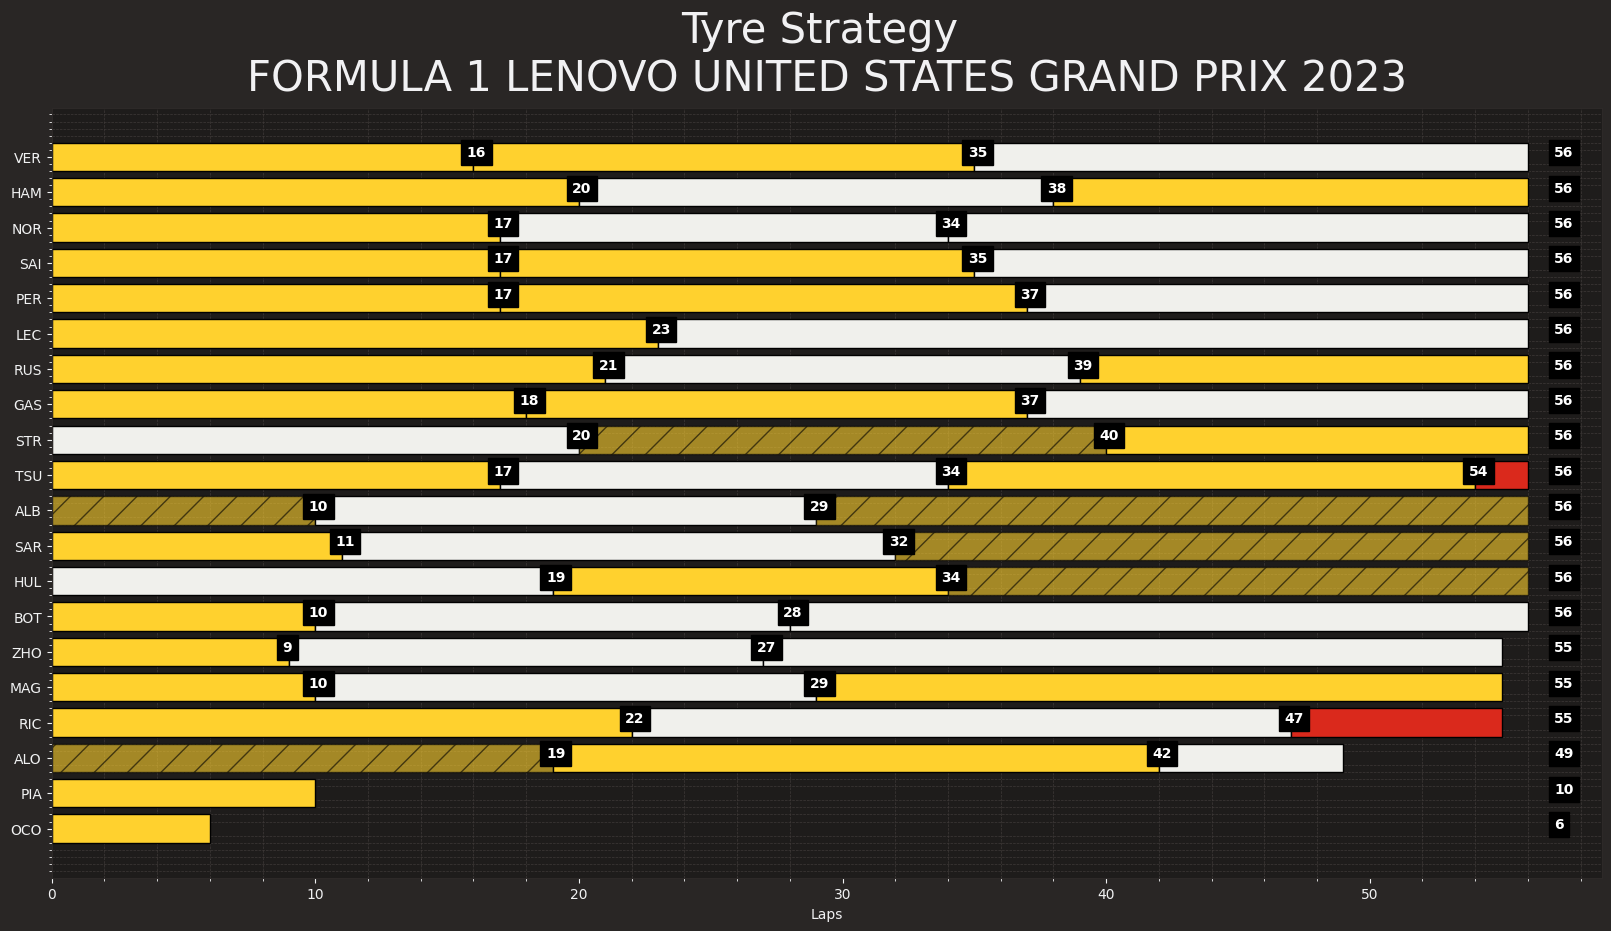 Tyre Strategy
FORMULA 1 LENOVO UNITED STATES GRAND PRIX 2023
VER 16 35 56
HAM 20 38 56
NOR 17 34 56
SAI 17 35 56
PER 17 37 56
LEC 23 56
RUS 21 39 56
GAS 18 37 56
STR 20 40 56
TSU 17 34 54 56
ALB 10 29 56
SAR 11 32 56
HUL 19 34 56
BOT 10 28 56
ZHO 9 27 55
MAG 10 29 55
RIC 22 47 55
ALO 19 42 49
PIA 10
OCO 6
0 10 20 30 40 50
Laps